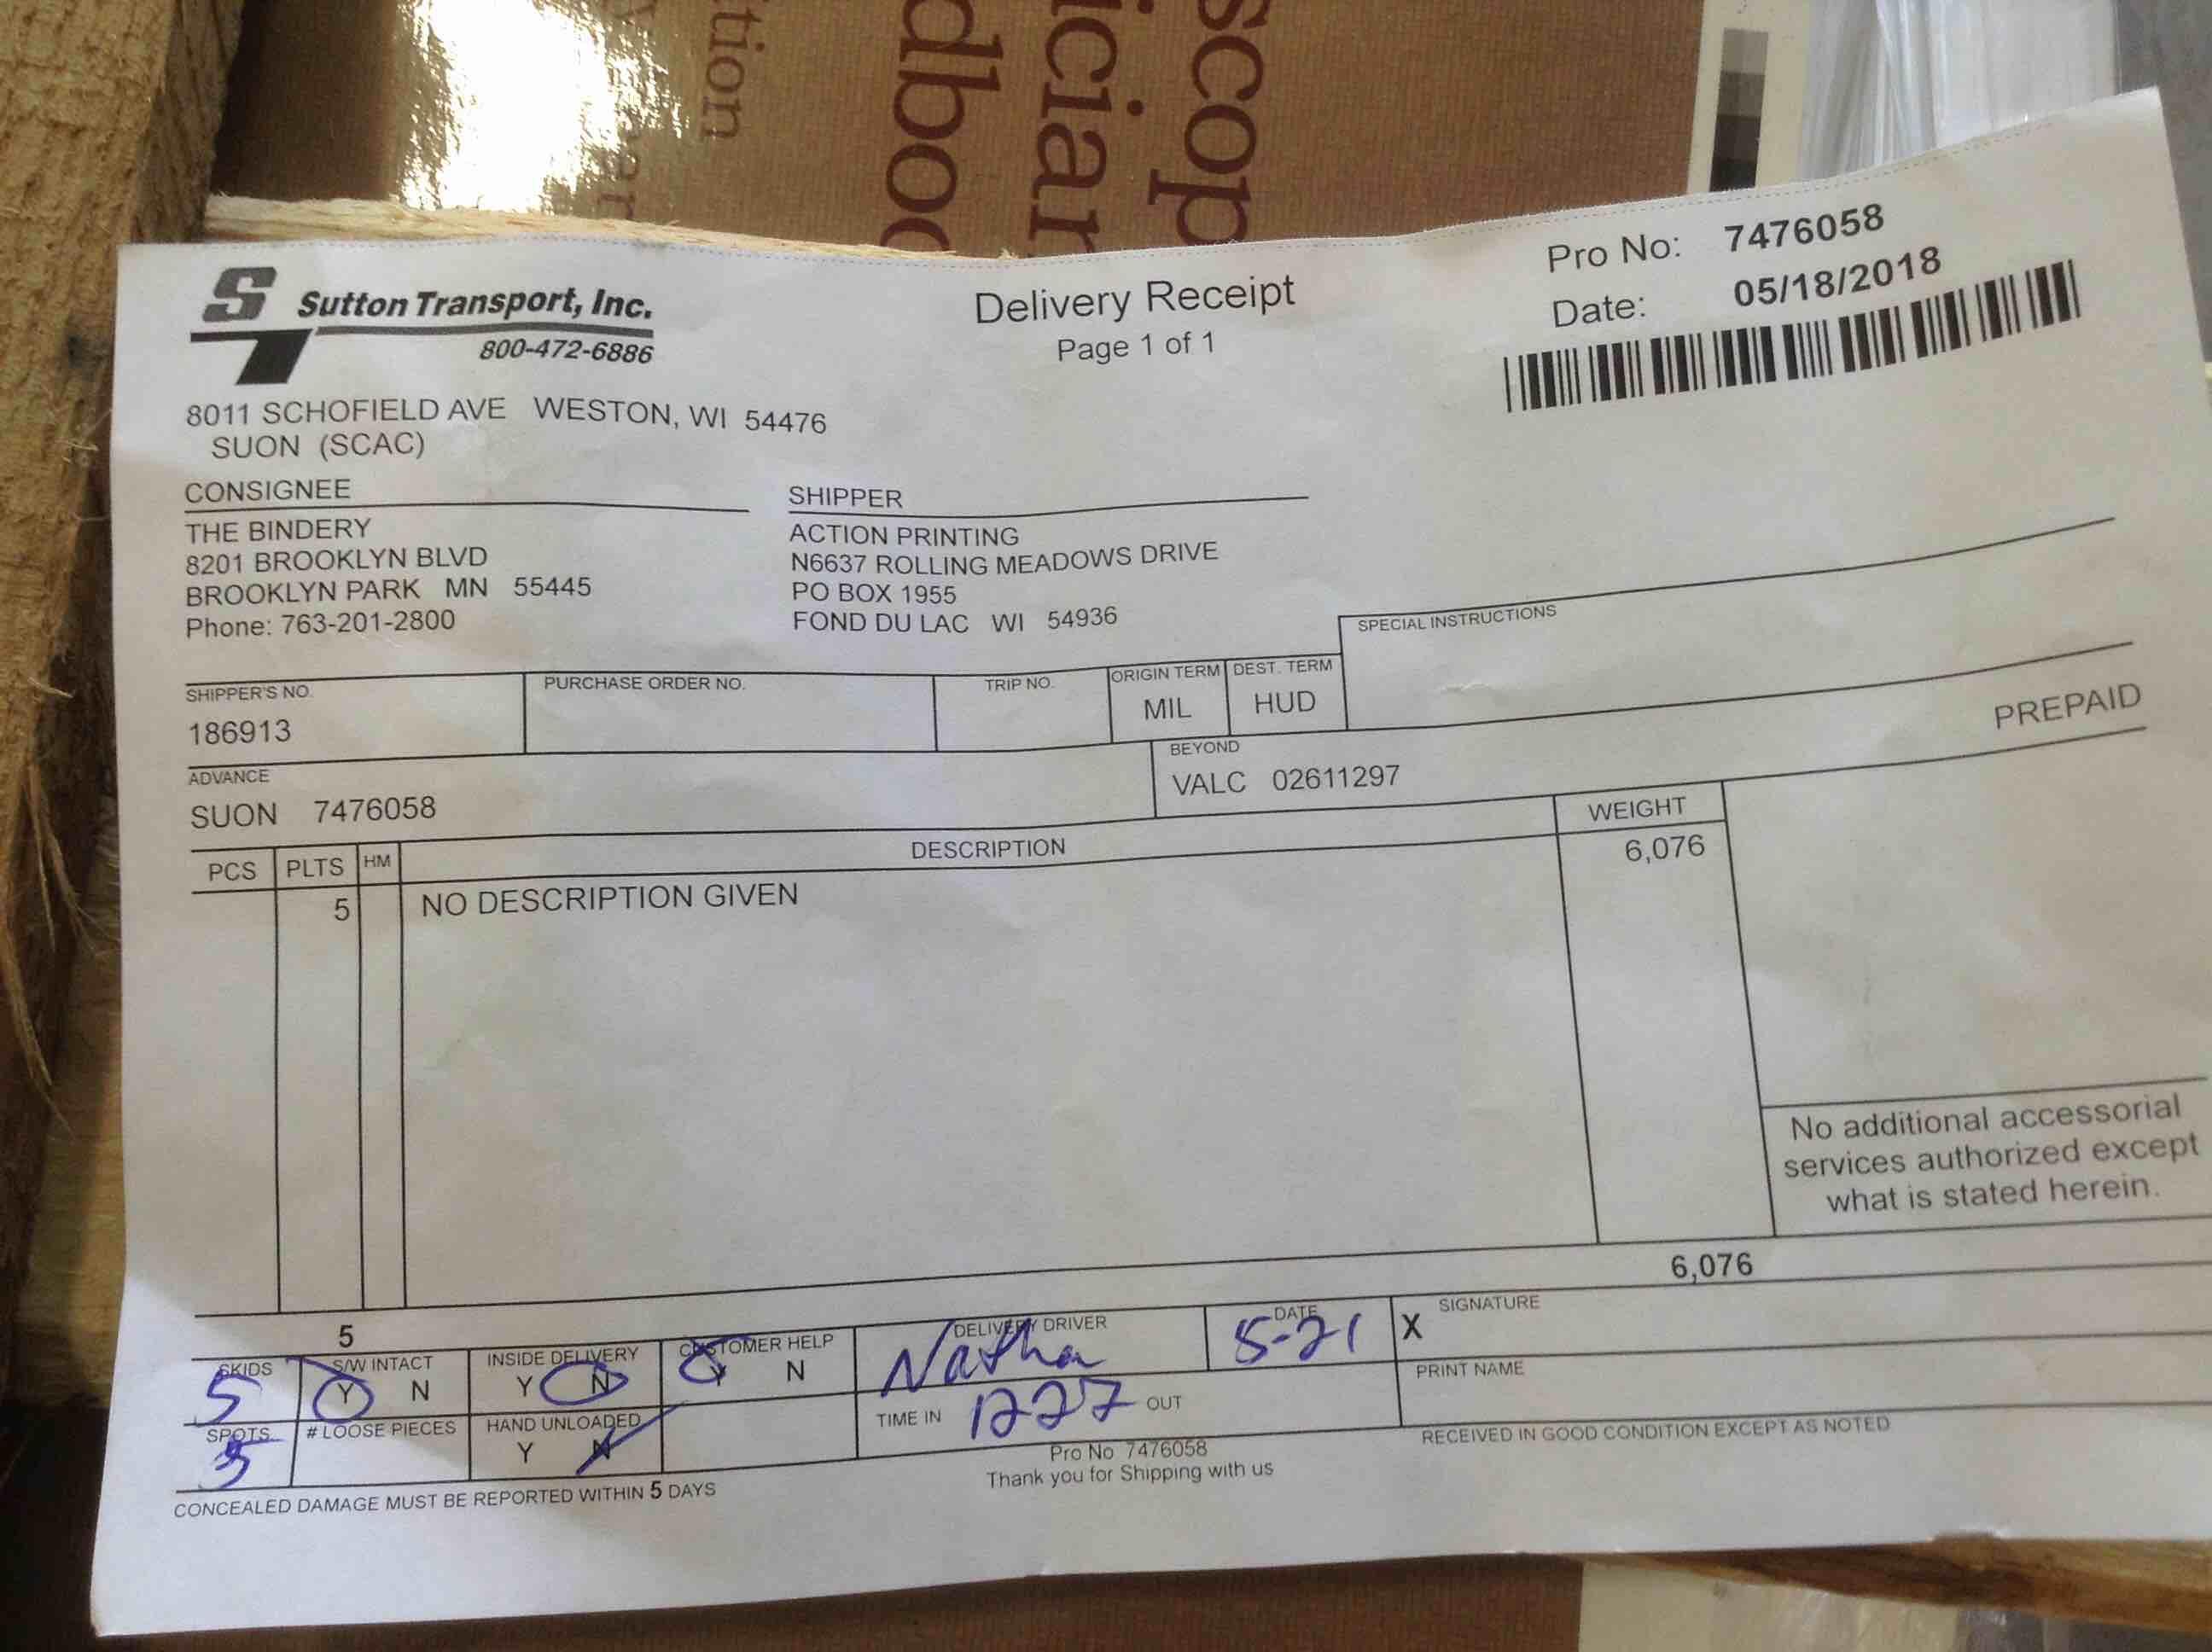 ition
dboo
ician
scop
Sutton Transport, Inc.
800-472-6886
8011 SCHOFIELD AVE WESTON, WI 54476
SUON (SCAC)
Delivery Receipt
Page 1 of 1
Pro No: 7476058
Date: 05/18/2018
CONSIGNEE
THE BINDERY
8201 BROOKLYN BLVD
BROOKLYN PARK MN 55445
Phone: 763-201-2800
SHIPPER
ACTION PRINTING
N6637 ROLLING MEADOWS DRIVE
PO BOX 1955
FOND DU LAC WI 54936
SPECIAL INSTRUCTIONS
SHIPPER'S NO.
186913
PURCHASE ORDER NO.
TRIP NO.
ORIGIN TERM
MIL
DEST. TERM
HUD
PREPAID
ADVANCE
SUON 7476058
BEYOND
VALC 02611297
PCS PLTS HM DESCRIPTION WEIGHT
5 NO DESCRIPTION GIVEN 6,076
No additional accessorial
services authorized except
what is stated herein.
5 6,076
SKIDS
5
S/W INTACT
Y N
INSIDE DELIVERY
Y N
CUSTOMER HELP
Y N
DELIVERY DRIVER
Nathan
DATE
5-21
X SIGNATURE
PRINT NAME
SPOTS
5
# LOOSE PIECES
HAND UNLOADED
Y N
TIME IN 1227 OUT
RECEIVED IN GOOD CONDITION EXCEPT AS NOTED
Pro No 7476058
Thank you for Shipping with us
CONCEALED DAMAGE MUST BE REPORTED WITHIN 5 DAYS